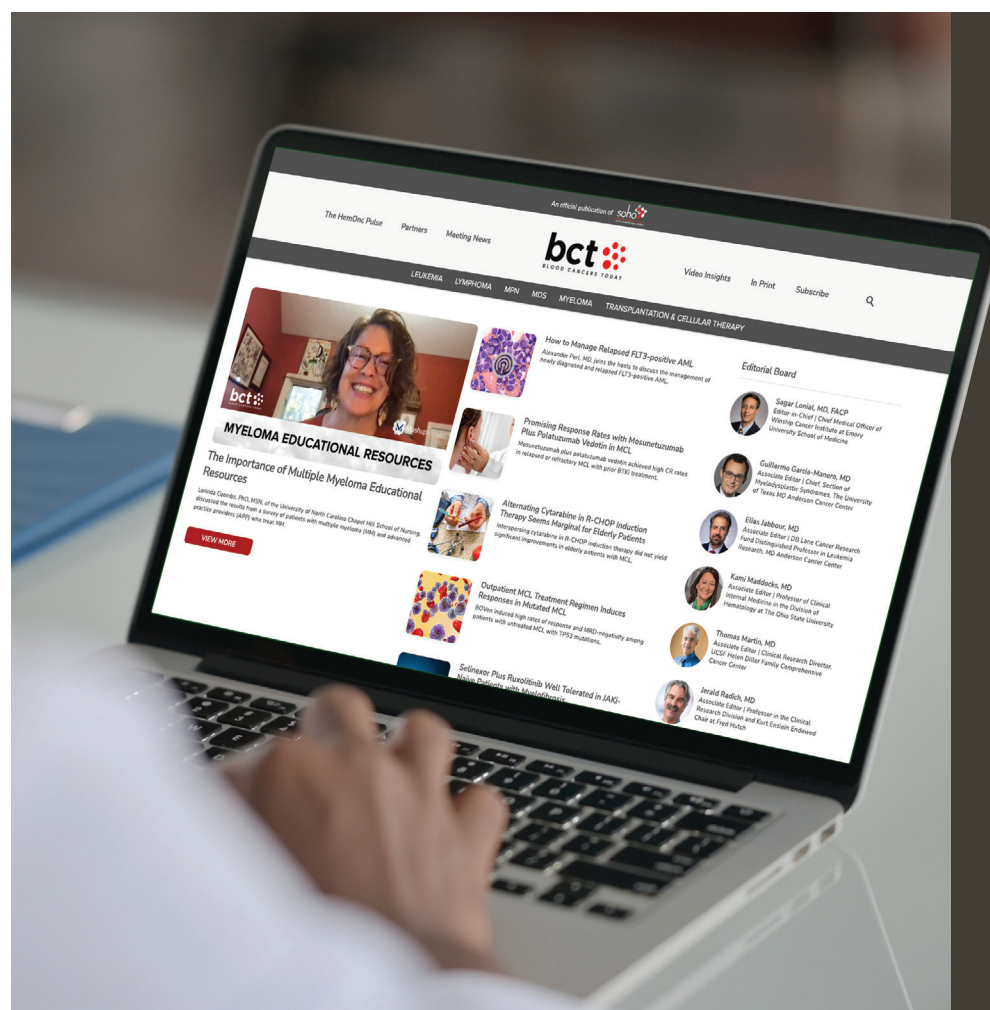 An official publication of soho
The HemOnc Pulse
Partners
Meeting News
bct
BLOOD CANCERS TODAY
Video Insights
In Print
Subscribe
LEUKEMIA LYMPHOMA MPN MDS MYELOMA TRANSPLANTATION & CELLULAR THERAPY
bct
BLOOD CANCERS TODAY
MYELOMA EDUCATIONAL RESOURCES
The Importance of Multiple Myeloma Educational
Resources
Lorinda Coombs, PhD, MSN, of the University of North Carolina Chapel Hill School of Nursing,
discussed the results from a survey of patients with multiple myeloma (MM) and advanced
practice providers (APP) who treat MM.
VIEW MORE
How to Manage Relapsed FLT3-positive AML
Alexander Perl, MD, joins the hosts to discuss the management of
newly diagnosed and relapsed FLT3-positive AML.
Promising Response Rates with Mosunetuzumab
Plus Polatuzumab Vedotin in MCL
Mosunetuzumab plus polatuzumab vedotin achieved high CR rates
in relapsed or refractory MCL with prior BTKi treatment.
Alternating Cytarabine in R-CHOP Induction
Therapy Seems Marginal for Elderly Patients
Interspersing cytarabine in R-CHOP induction therapy did not yield
significant improvements in elderly patients with MCL.
Outpatient MCL Treatment Regimen Induces
Responses in Mutated MCL
BOVen induced high rates of response and MRD-negativity among
patients with untreated MCL with TP53 mutations.
Selinexor Plus Ruxolitinib Well Tolerated in JAKi-
Naïve Patients with Myelofibrosis
Editorial Board
Sagar Lonial, MD, FACP
Editor-in-Chief | Chief Medical Officer of
Winship Cancer Institute at Emory
University School of Medicine
Guillermo Garcia-Manero, MD
Associate Editor | Chief, Section of
Myelodysplastic Syndromes, The University
of Texas MD Anderson Cancer Center
Elias Jabbour, MD
Associate Editor | DB Lane Cancer Research
Fund Distinguished Professor in Leukemia
Research, MD Anderson Cancer Center
Kami Maddocks, MD
Associate Editor | Professor of Clinical
Internal Medicine in the Division of
Hematology at The Ohio State University
Thomas Martin, MD
Associate Editor | Clinical Research Director,
UCSF Helen Diller Family Comprehensive
Cancer Center
Jerald Radich, MD
Associate Editor | Professor in the Clinical
Research Division and Kurt Enslein Endowed
Chair at Fred Hutch